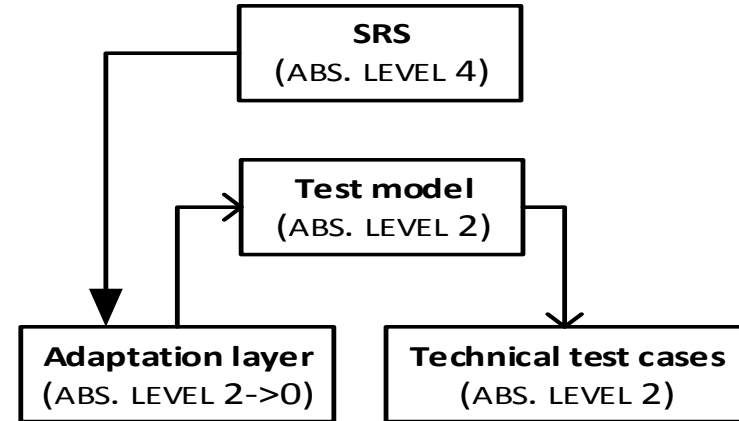 SRS
(ABS. LEVEL 4)
Test model
(ABS. LEVEL 2)
Adaptation layer
(ABS. LEVEL 2->0)
Technical test cases
(ABS. LEVEL 2)